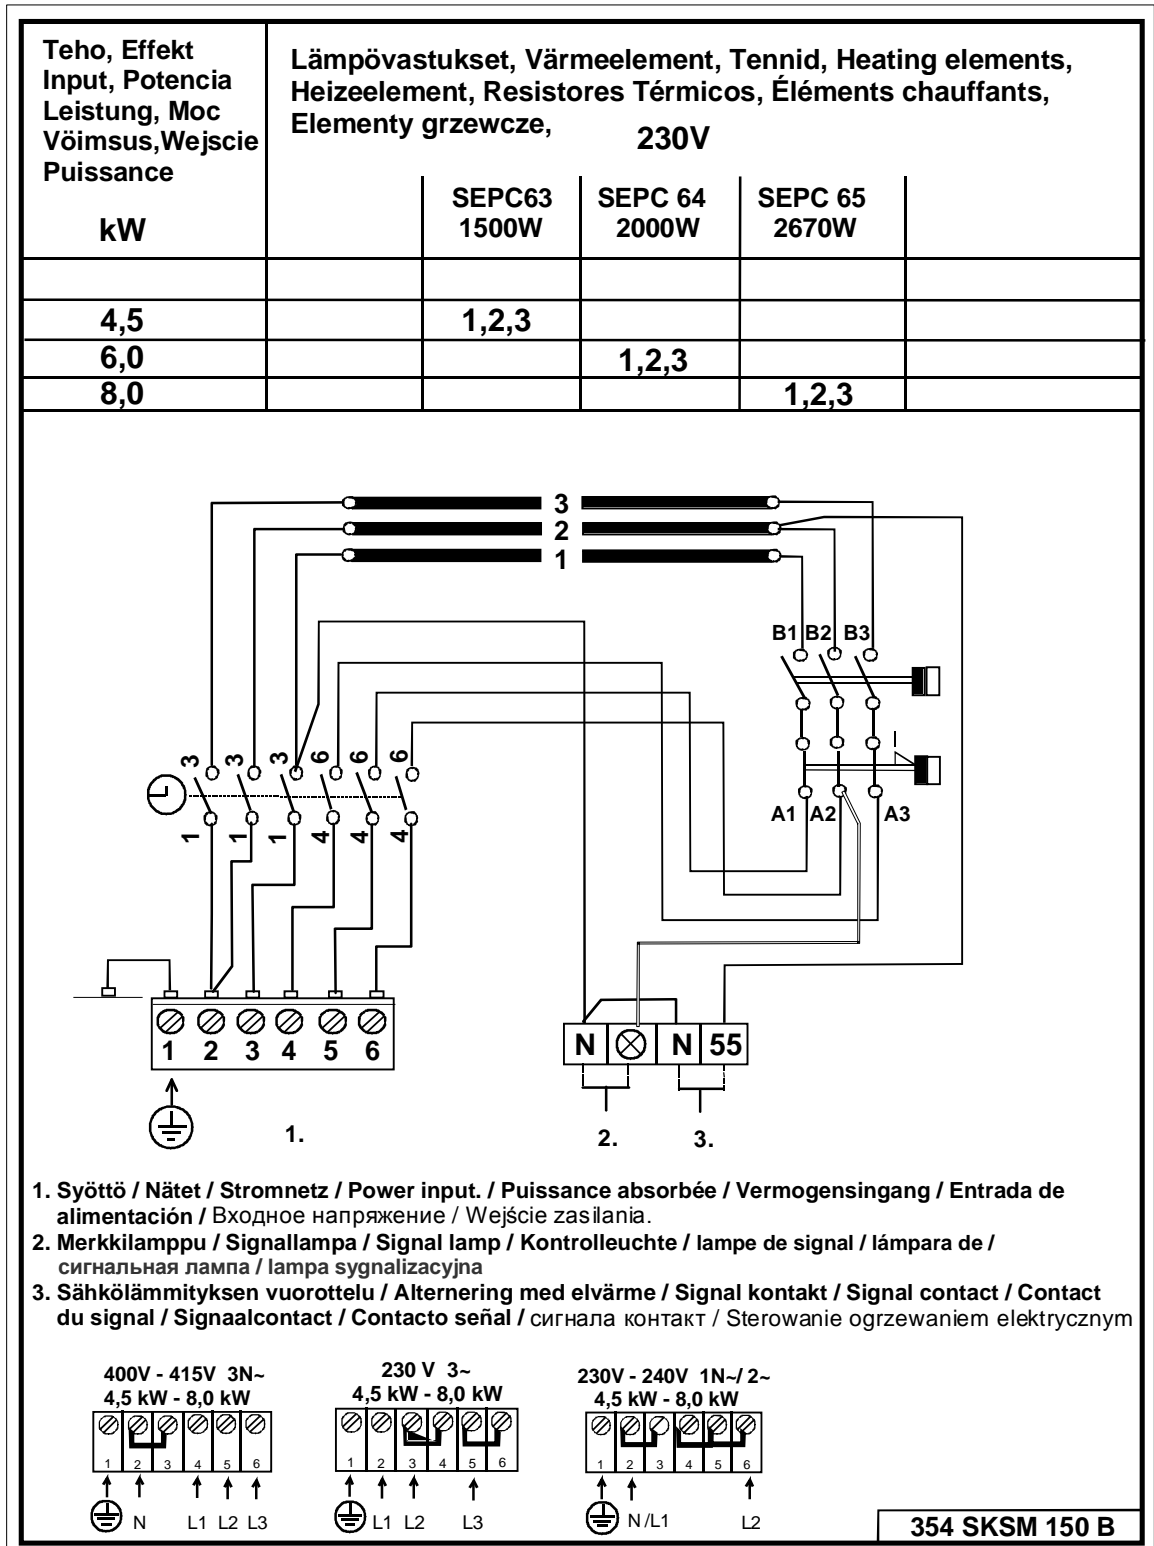 Teho, Effekt
Input, Potencia
Leistung, Moc
Vöimsus,Wejscie
Puissance
kW
Lämpövastukset, Värmeelement, Tennid, Heating elements,
Heizeelement, Resistores Térmicos, Éléments chauffants,
Elementy grzewcze, 230V
SEPC63 SEPC 64 SEPC 65
1500W 2000W 2670W
4,5 1,2,3
6,0 1,2,3
8,0 1,2,3
3
2
1
B1 B2 B3
3 3 3 6 6 6
1 1 1 4 4 4
A1 A2 A3
1 2 3 4 5 6
N N 55
1. 2. 3.
1. Syöttö / Nätet / Stromnetz / Power input. / Puissance absorbée / Vermogensingang / Entrada de
alimentación / Входное напряжение / Wejście zasilania.
2. Merkkilamppu / Signallampa / Signal lamp / Kontrolleuchte / lampe de signal / lámpara de /
сигнальная лампа / lampa sygnalizacyjna
3. Sähkölämmityksen vuorottelu / Alternering med elvärme / Signal kontakt / Signal contact / Contact
du signal / Signaalcontact / Contacto señal / сигнала контакт / Sterowanie ogrzewaniem elektrycznym
400V - 415V 3N~
4,5 kW - 8,0 kW
1 2 3 4 5 6
N L1 L2 L3
230 V 3~
4,5 kW - 8,0 kW
1 2 3 4 5 6
L1 L2 L3
230V - 240V 1N~/ 2~
4,5 kW - 8,0 kW
1 2 3 4 5 6
N /L1 L2
354 SKSM 150 B